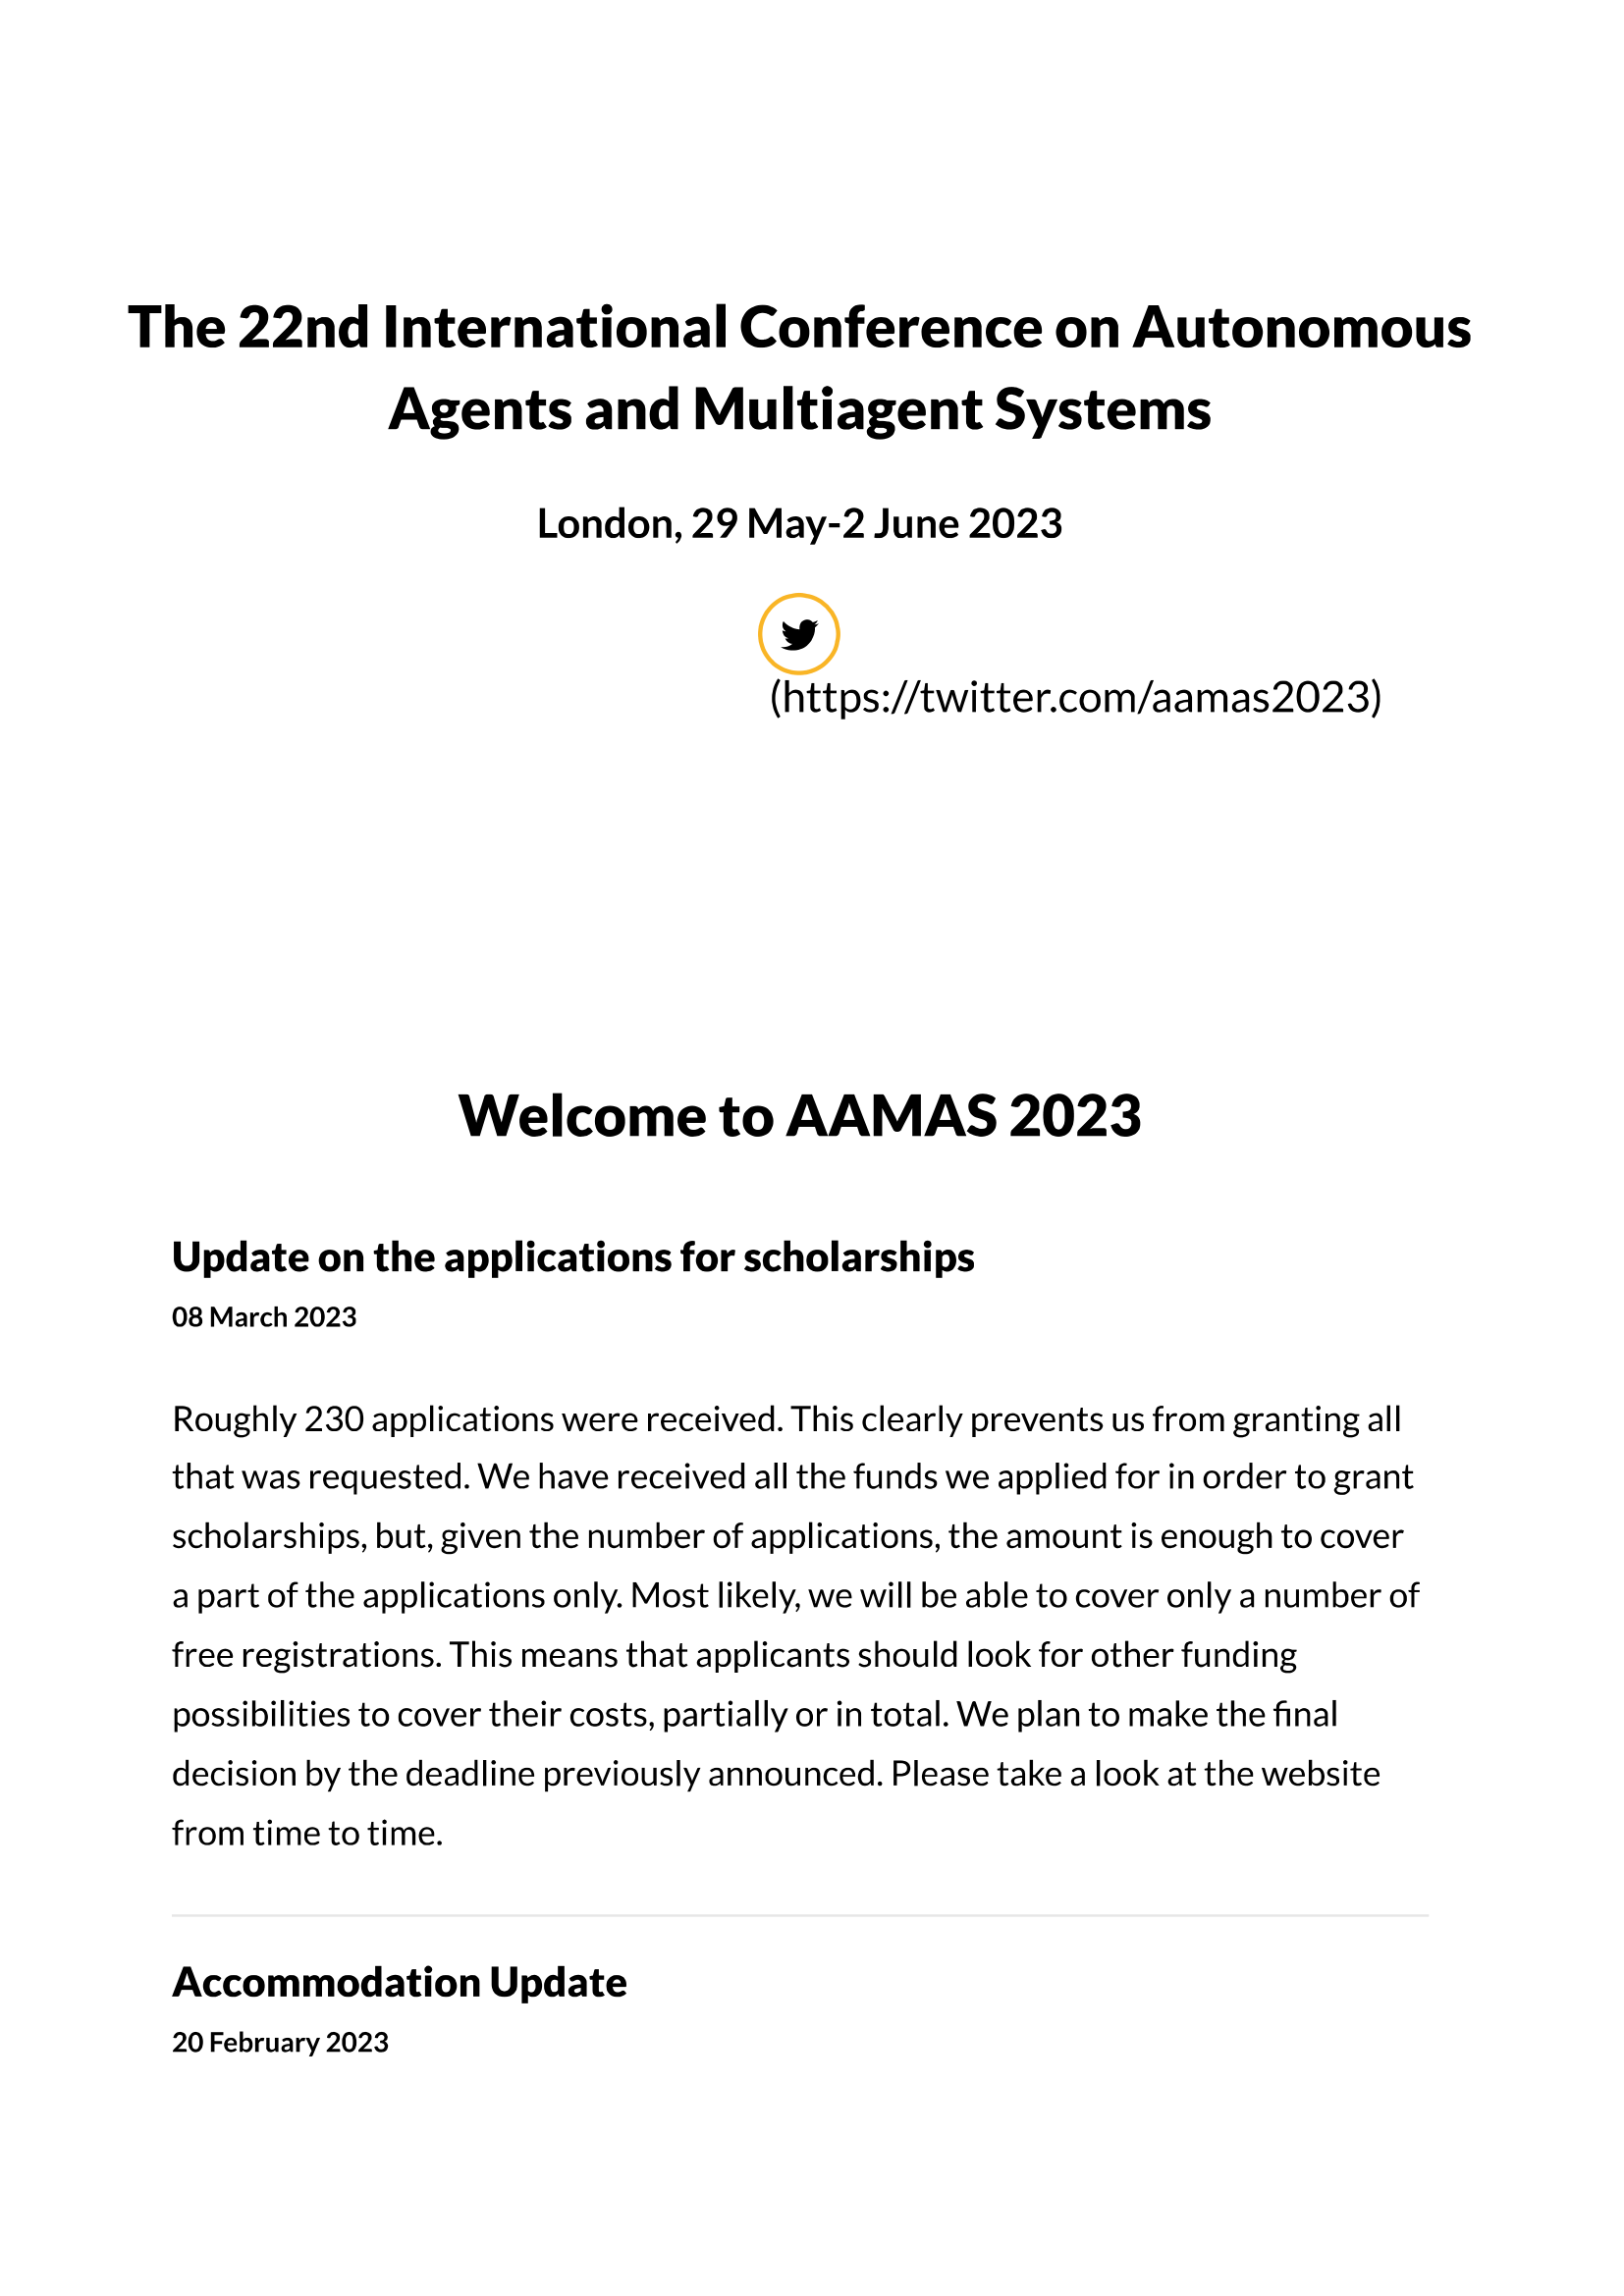 The 22nd International Conference on Autonomous
Agents and Multiagent Systems
London, 29 May-2 June 2023
(https://twitter.com/aamas2023)
Welcome to AAMAS 2023
Update on the applications for scholarships
08 March 2023
Roughly 230 applications were received. This clearly prevents us from granting all
that was requested. We have received all the funds we applied for in order to grant
scholarships, but, given the number of applications, the amount is enough to cover
a part of the applications only. Most likely, we will be able to cover only a number of
free registrations. This means that applicants should look for other funding
possibilities to cover their costs, partially or in total. We plan to make the final
decision by the deadline previously announced. Please take a look at the website
from time to time.
Accommodation Update
20 February 2023